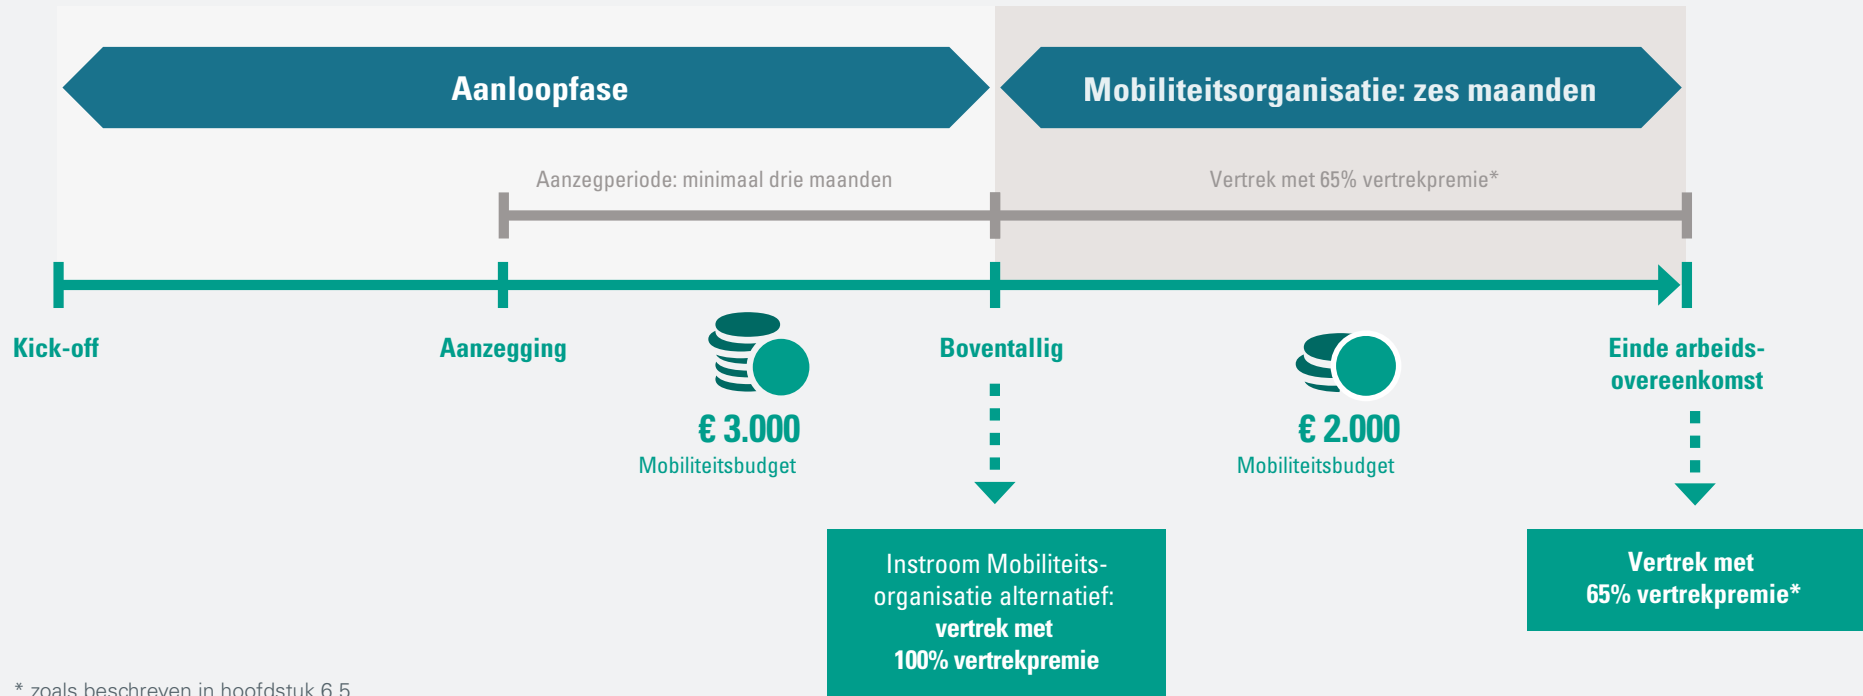 Aanloopfase
Mobiliteitsorganisatie: zes maanden
Aanzegperiode: minimaal drie maanden
Vertrek met 65% vertrekpremie*
Kick-off
Aanzegging
Boventallig
Einde arbeids-
overeenkomst
€ 3.000
Mobiliteitsbudget
€ 2.000
Mobiliteitsbudget
Instroom Mobiliteits-
organisatie alternatief:
vertrek met
100% vertrekpremie
Vertrek met
65% vertrekpremie*
* zoals beschreven in hoofdstuk 6.5